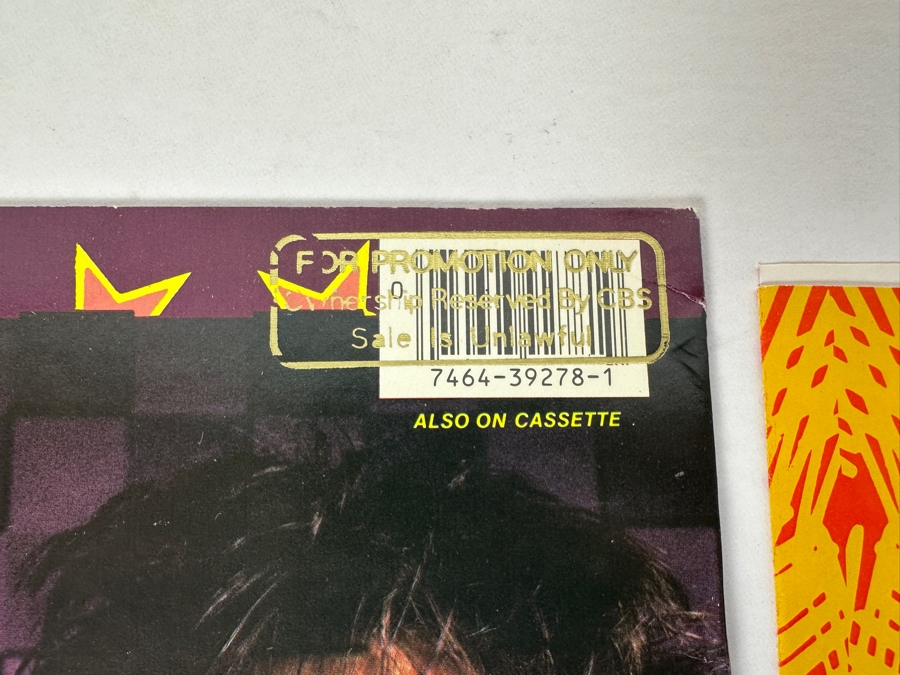 FOR PROMOTION ONLY
Ownership Reserved By CBS
Sale Is Unlawful
0
7464-39278-1
ALSO ON CASSETTE